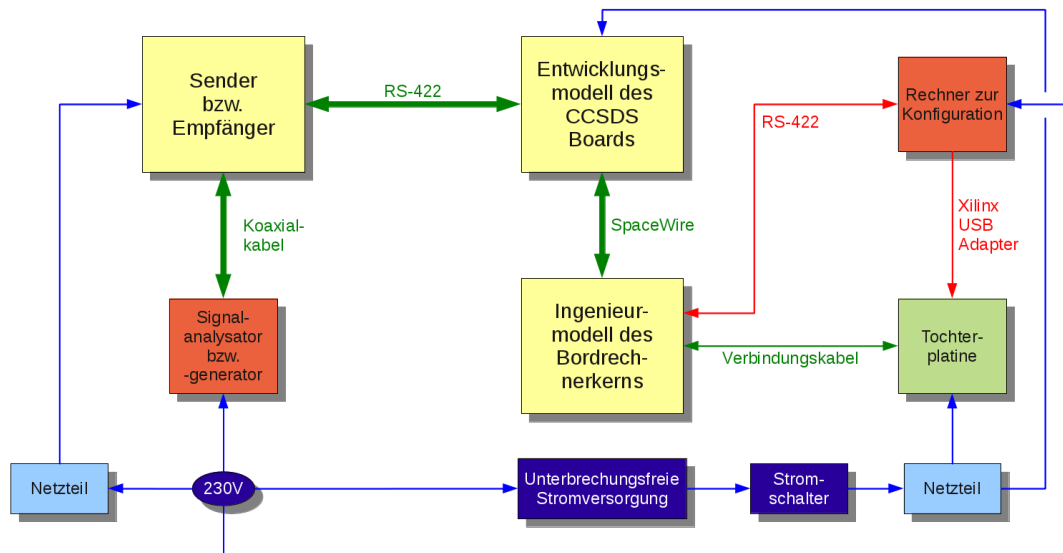 Sender
bzw.
Empfänger
RS-422
Entwicklungs-
modell des
CCSDS
Boards
Rechner zur
Konfiguration
RS-422
Koaxial-
kabel
SpaceWire
Xilinx
USB
Adapter
Signal-
analysator
bzw.
-generator
Ingenieur-
modell des
Bordrech-
nerkerns
Verbindungskabel
Tochter-
platine
Netzteil
230V
Unterbrechungsfreie
Stromversorgung
Strom-
schalter
Netzteil